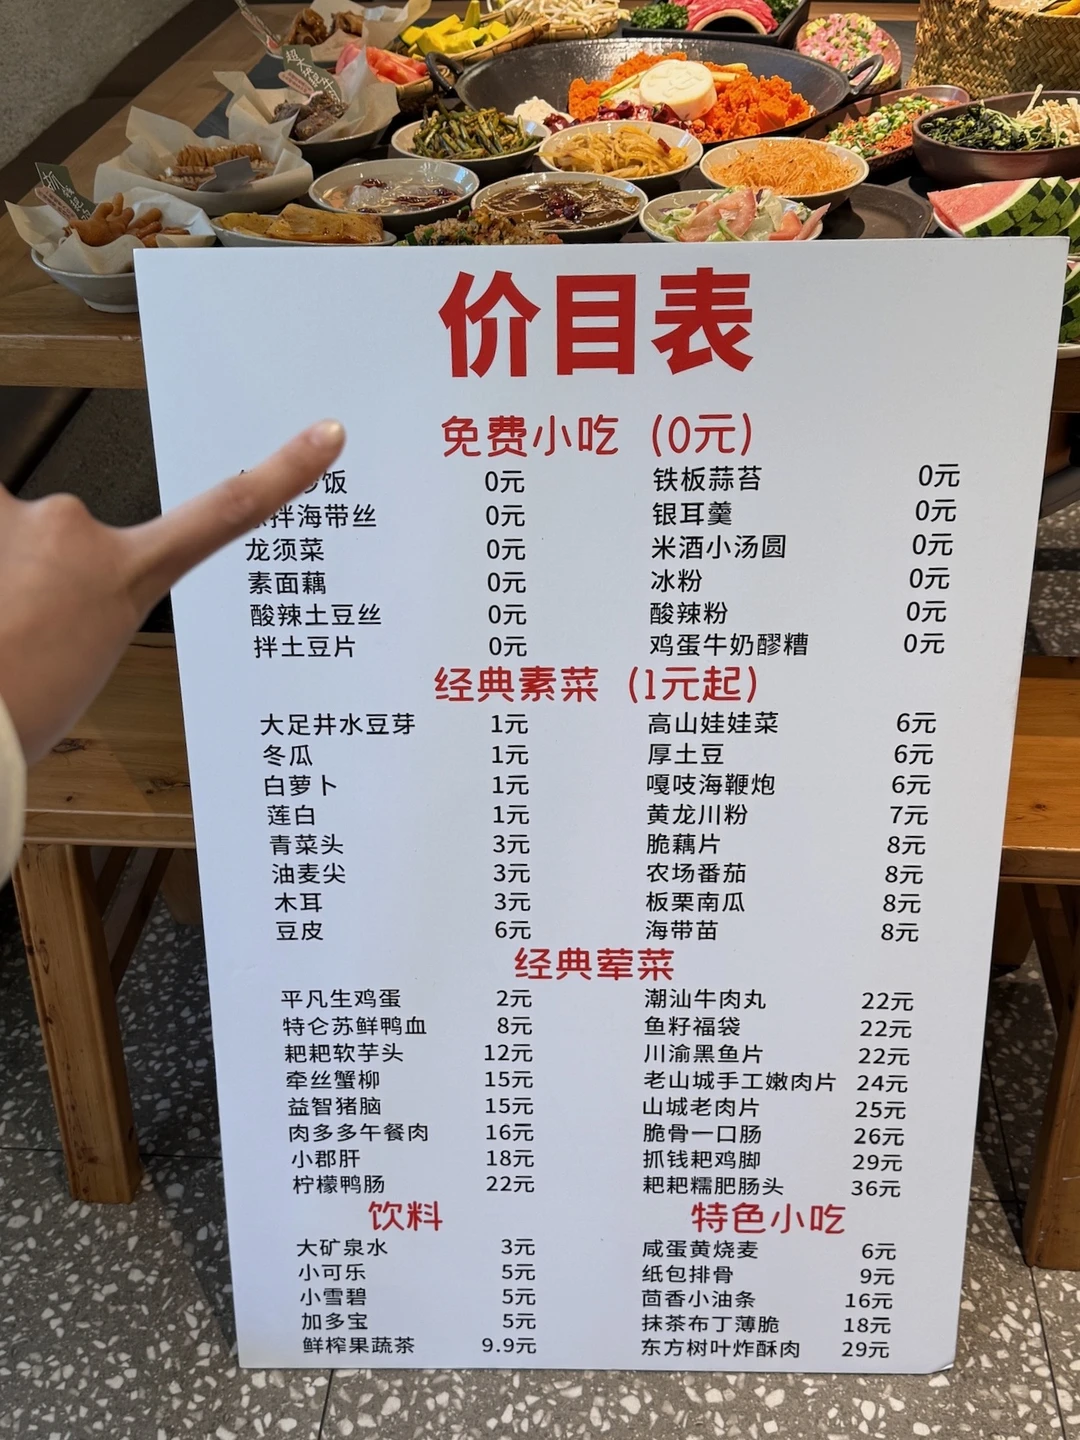 价目表
免费小吃（0元）
炒饭 0元 铁板蒜苔 0元
拌海带丝 0元 银耳羹 0元
龙须菜 0元 米酒小汤圆 0元
素面藕 0元 冰粉 0元
酸辣土豆丝 0元 酸辣粉 0元
拌土豆片 0元 鸡蛋牛奶醪糟 0元
经典素菜（1元起）
大足井水豆芽 1元 高山娃娃菜 6元
冬瓜 1元 厚土豆 6元
白萝卜 1元 嘎吱海鞭炮 6元
莲白 1元 黄龙川粉 7元
青菜头 3元 脆藕片 8元
油麦尖 3元 农场番茄 8元
木耳 3元 板栗南瓜 8元
豆皮 6元 海带苗 8元
经典荤菜
平凡生鸡蛋 2元 潮汕牛肉丸 22元
特仑苏鲜鸭血 8元 鱼籽福袋 22元
耙耙软芋头 12元 川渝黑鱼片 22元
牵丝蟹柳 15元 老山城手工嫩肉片 24元
益智猪脑 15元 山城老肉片 25元
肉多多午餐肉 16元 脆骨一口肠 26元
小郡肝 18元 抓钱耙鸡脚 29元
柠檬鸭肠 22元 耙耙糯肥肠头 36元
饮料 特色小吃
大矿泉水 3元 咸蛋黄烧麦 6元
小可乐 5元 纸包排骨 9元
小雪碧 5元 茴香小油条 16元
加多宝 5元 抹茶布丁薄脆 18元
鲜榨果蔬茶 9.9元 东方树叶炸酥肉 29元